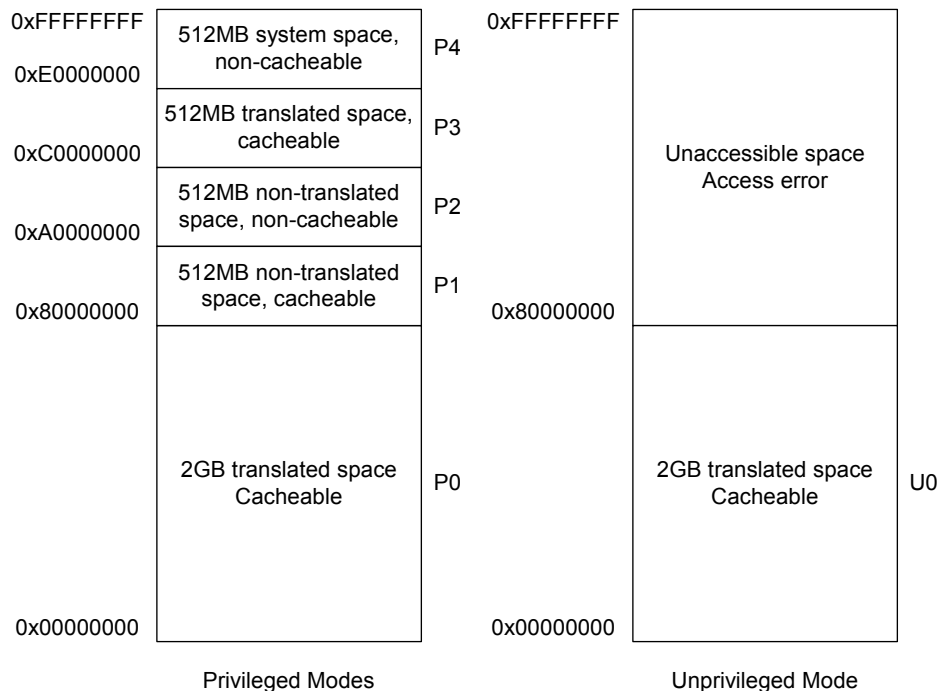 0xFFFFFFFF
512MB system space,
non-cacheable
P4
0xE0000000
512MB translated space,
cacheable
P3
0xC0000000
512MB non-translated
space, non-cacheable
P2
0xA0000000
512MB non-translated
space, cacheable
P1
0x80000000
2GB translated space
Cacheable
P0
0x00000000
Privileged Modes
0xFFFFFFFF
Unaccessible space
Access error
0x80000000
2GB translated space
Cacheable
U0
0x00000000
Unprivileged Mode